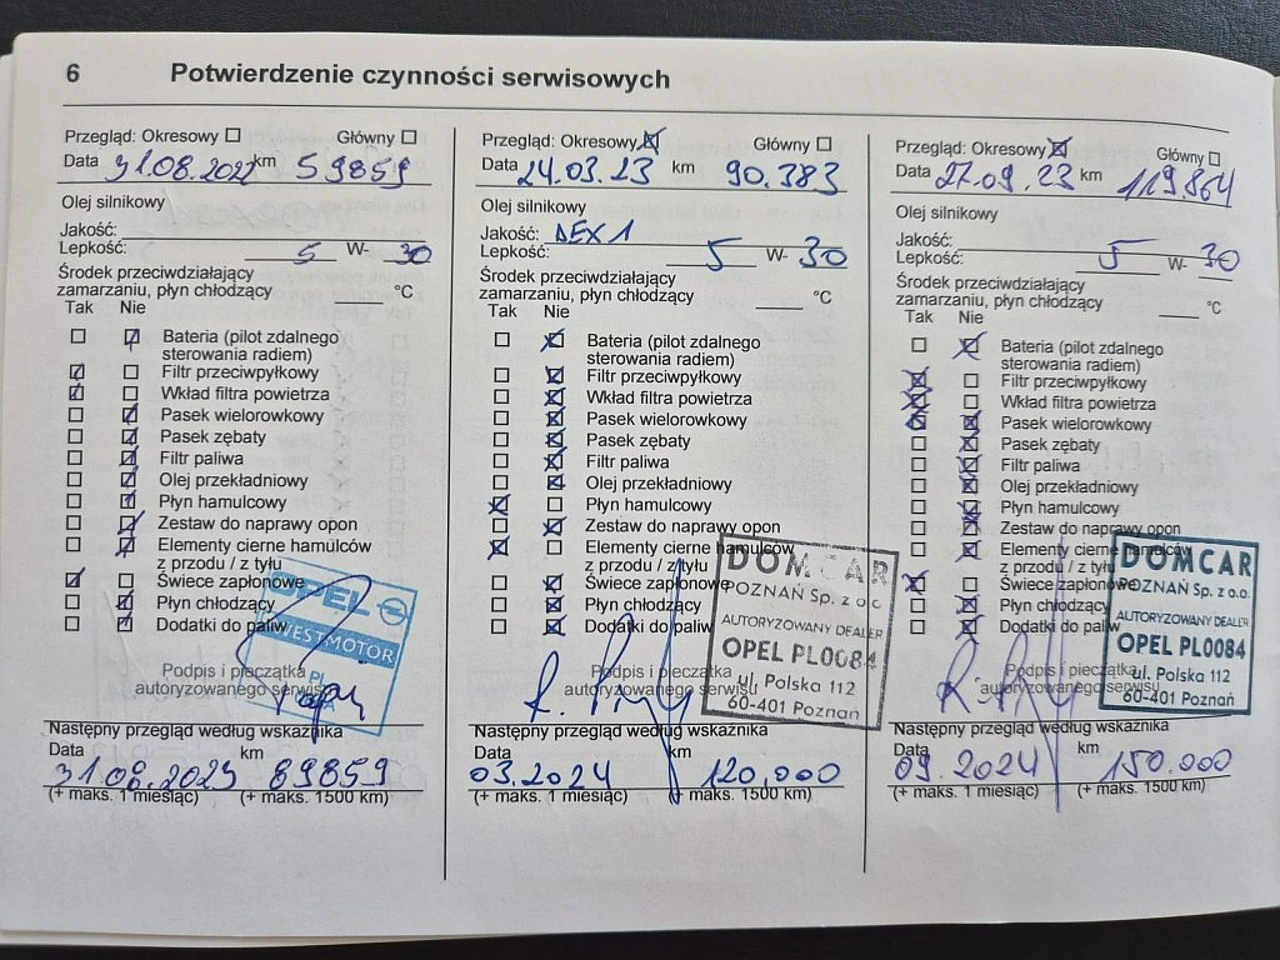 6 Potwierdzenie czynności serwisowych
Przegląd: Okresowy Główny
Data 31.08.2022 km 59859
Olej silnikowy
Jakość:
Lepkość: 5 W- 30
Środek przeciwdziałający
zamarzaniu, płyn chłodzący °C
Tak Nie
Bateria (pilot zdalnego
sterowania radiem)
Filtr przeciwpyłkowy
Wkład filtra powietrza
Pasek wielorowkowy
Pasek zębaty
Filtr paliwa
Olej przekładniowy
Płyn hamulcowy
Zestaw do naprawy opon
Elementy cierne hamulców
z przodu / z tyłu
Świece zapłonowe
Płyn chłodzący
Dodatki do paliw
OPEL
WESTMOTOR
Podpis i pieczątka
autoryzowanego serwisu
Następny przegląd według wskaźnika
Data km
31.08.2023 89859
(+ maks. 1 miesiąc) (+ maks. 1500 km)
Przegląd: Okresowy Główny
Data 24.03.23 km 90.383
Olej silnikowy
Jakość: DEX 1
Lepkość: 5 W- 30
Środek przeciwdziałający
zamarzaniu, płyn chłodzący °C
Tak Nie
Bateria (pilot zdalnego
sterowania radiem)
Filtr przeciwpyłkowy
Wkład filtra powietrza
Pasek wielorowkowy
Pasek zębaty
Filtr paliwa
Olej przekładniowy
Płyn hamulcowy
Zestaw do naprawy opon
Elementy cierne hamulców
z przodu / z tyłu
Świece zapłonowe
Płyn chłodzący
Dodatki do paliw
DOMCAR
POZNAŃ Sp. z o.o.
AUTORYZOWANY DEALER
OPEL PL0084
ul. Polska 112
60-401 Poznań
Podpis i pieczątka
autoryzowanego serwisu
Następny przegląd według wskaźnika
Data km
03.2024 120,000
(+ maks. 1 miesiąc) (+ maks. 1500 km)
Przegląd: Okresowy Główny
Data 27.09.23 km 119.864
Olej silnikowy
Jakość:
Lepkość: 5 W- 30
Środek przeciwdziałający
zamarzaniu, płyn chłodzący °C
Tak Nie
Bateria (pilot zdalnego
sterowania radiem)
Filtr przeciwpyłkowy
Wkład filtra powietrza
Pasek wielorowkowy
Pasek zębaty
Filtr paliwa
Olej przekładniowy
Płyn hamulcowy
Zestaw do naprawy opon
Elementy cierne hamulców
z przodu / z tyłu
Świece zapłonowe
Płyn chłodzący
Dodatki do paliw
DOMCAR
POZNAŃ Sp. z o.o.
AUTORYZOWANY DEALER
OPEL PL0084
ul. Polska 112
60-401 Poznań
Podpis i pieczątka
autoryzowanego serwisu
Następny przegląd według wskaźnika
Data km
09.2024 150.000
(+ maks. 1 miesiąc) (+ maks. 1500 km)